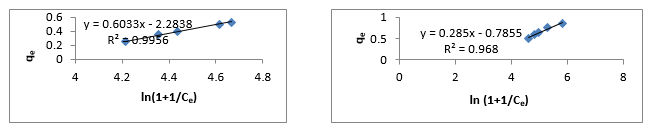 0.6
0.4
0.2
0
y = 0.6033x - 2.2838
R² = 0.9956
qe
4
4.2
4.4
4.6
4.8
ln(1+1/Ce)
1
0.5
0
y = 0.285x - 0.7855
R² = 0.968
qe
0
2
4
6
8
ln (1+1/Ce)